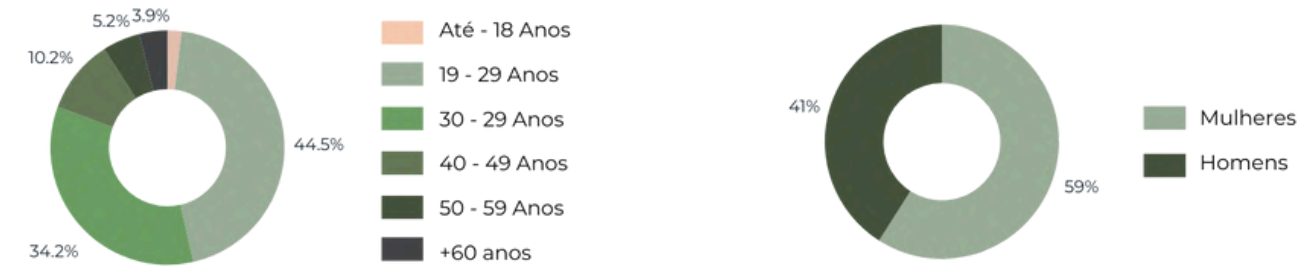 5.2%
3.9%
10.2%
44.5%
34.2%
Até - 18 Anos
19 - 29 Anos
30 - 29 Anos
40 - 49 Anos
50 - 59 Anos
+60 anos
41%
59%
Mulheres
Homens